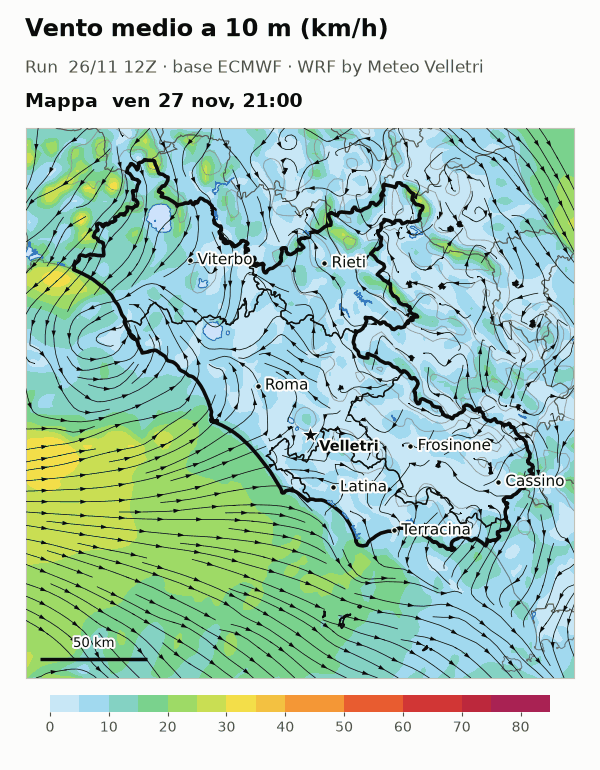 Vento medio a 10 m (km/h)
Run 26/11 12Z · base ECMWF · WRF by Meteo Velletri
Mappa ven 27 nov, 21:00
Viterbo
Rieti
Roma
Velletri
Frosinone
Cassino
Latina
Terracina
50 km
0 10 20 30 40 50 60 70 80